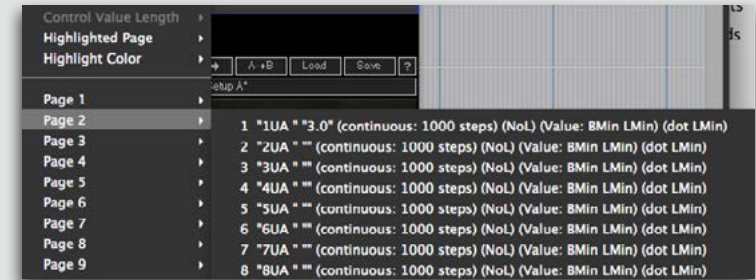 Control Value Length
Highlighted Page
Highlight Color
A→B Load Save ?
Setup A*
Page 1
Page 2
Page 3
Page 4
Page 5
Page 6
Page 7
Page 8
Page 9
1 "1UA " "3.0" (continuous: 1000 steps) (NoL) (Value: BMin LMin) (dot LMin)
2 "2UA " "" (continuous: 1000 steps) (NoL) (Value: BMin LMin) (dot LMin)
3 "3UA " "" (continuous: 1000 steps) (NoL) (Value: BMin LMin) (dot LMin)
4 "4UA " "" (continuous: 1000 steps) (NoL) (Value: BMin LMin) (dot LMin)
5 "5UA " "" (continuous: 1000 steps) (NoL) (Value: BMin LMin) (dot LMin)
6 "6UA " "" (continuous: 1000 steps) (NoL) (Value: BMin LMin) (dot LMin)
7 "7UA " "" (continuous: 1000 steps) (NoL) (Value: BMin LMin) (dot LMin)
8 "8UA " "" (continuous: 1000 steps) (NoL) (Value: BMin LMin) (dot LMin)